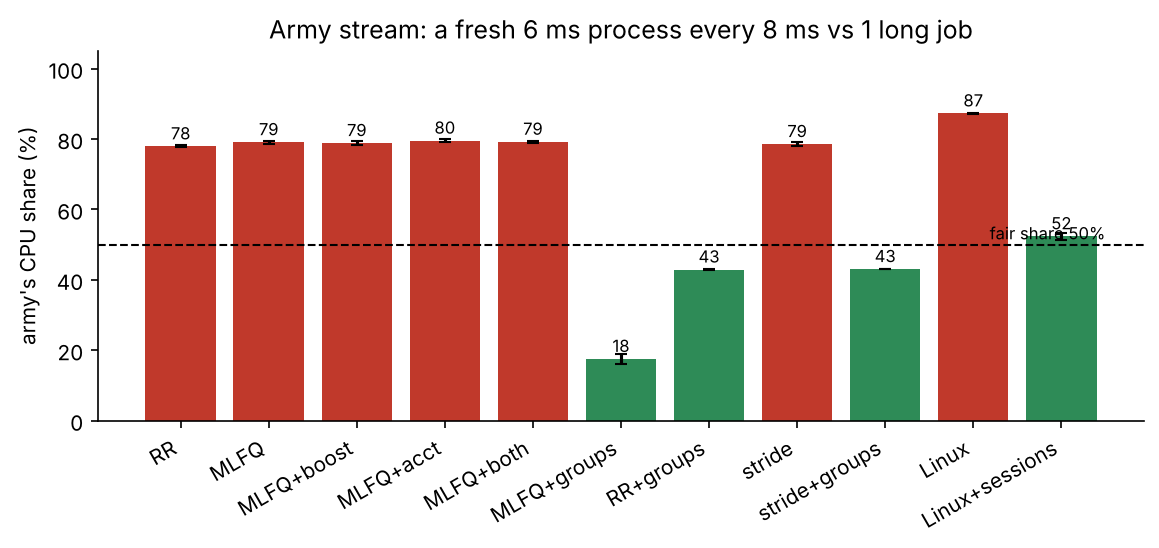 Army stream: a fresh 6 ms process every 8 ms vs 1 long job
army's CPU share (%)
100
80
60
40
20
0
78
79
79
80
79
18
43
79
43
87
52
fair share 50%
RR
MLFQ
MLFQ+boost
MLFQ+acct
MLFQ+both
MLFQ+groups
RR+groups
stride
stride+groups
Linux
Linux+sessions